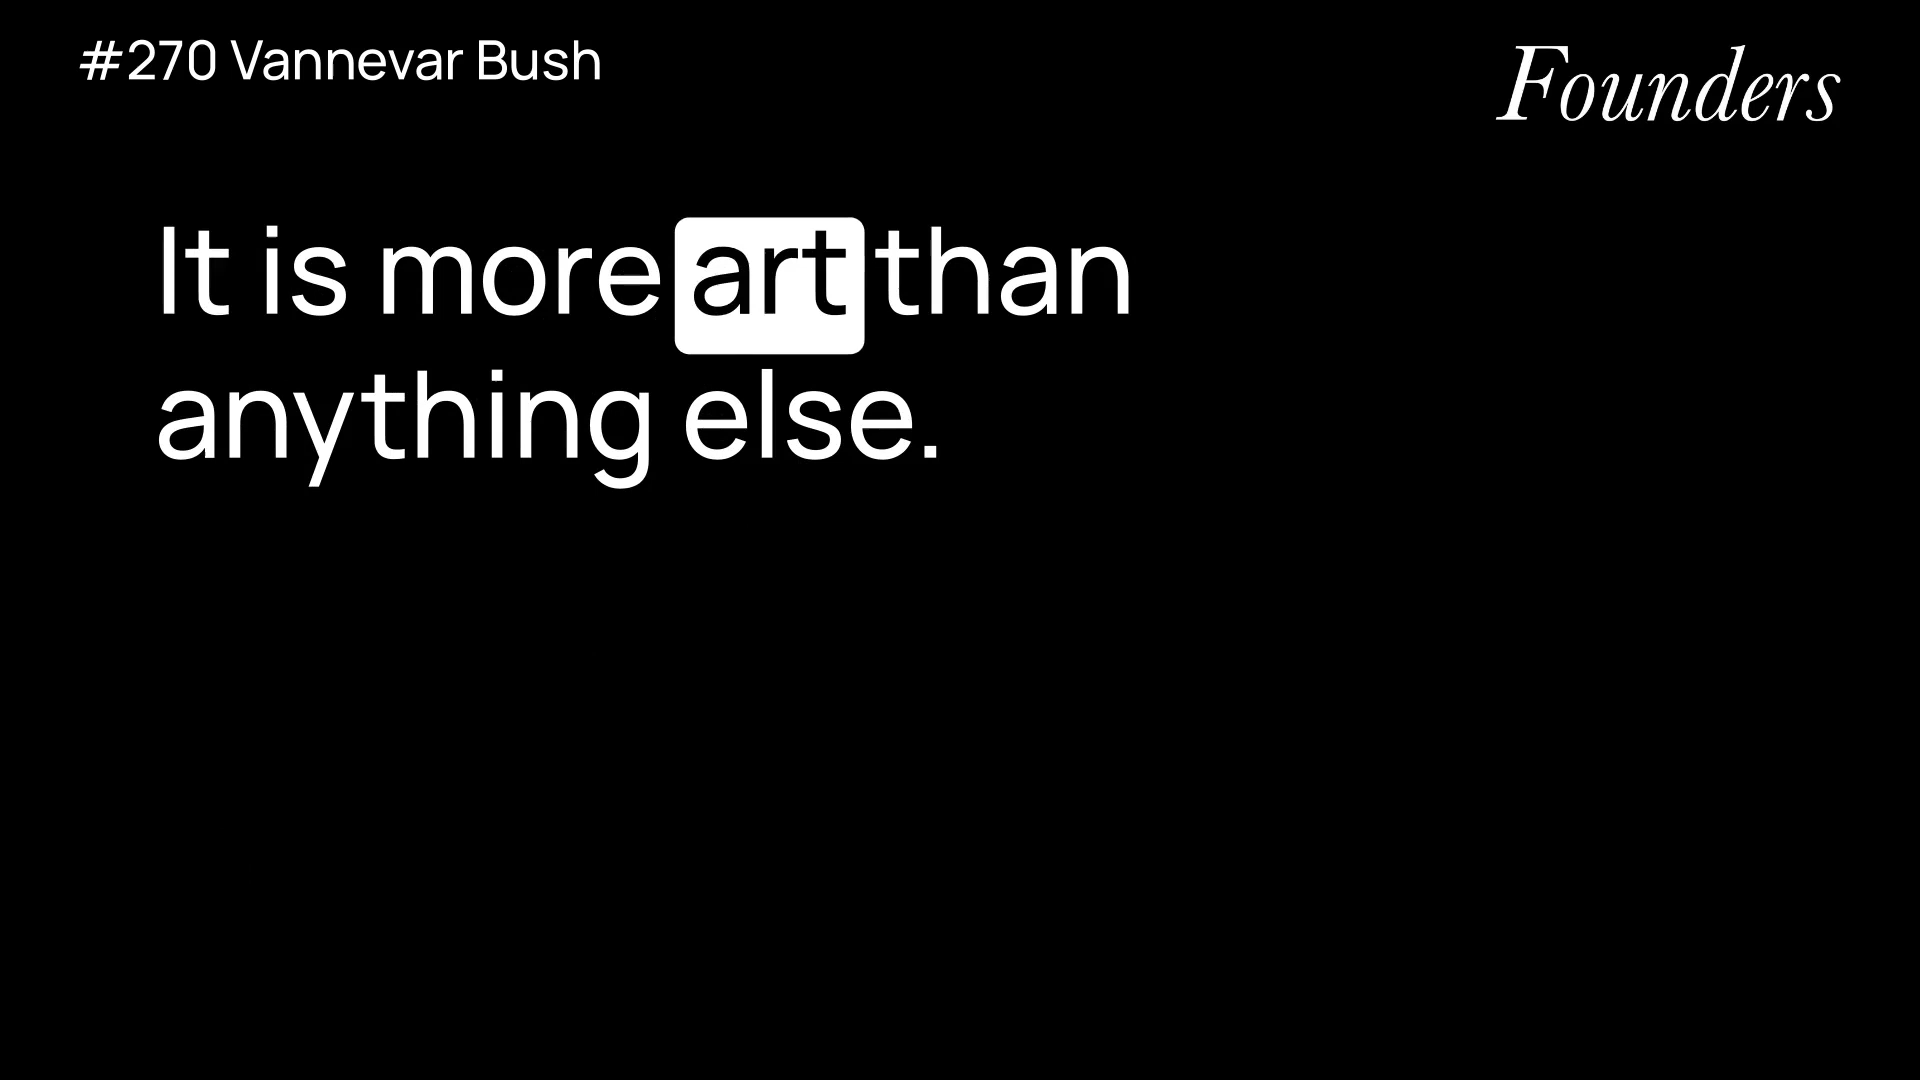 #270 Vannevar Bush
Founders
It is more art than
anything else.